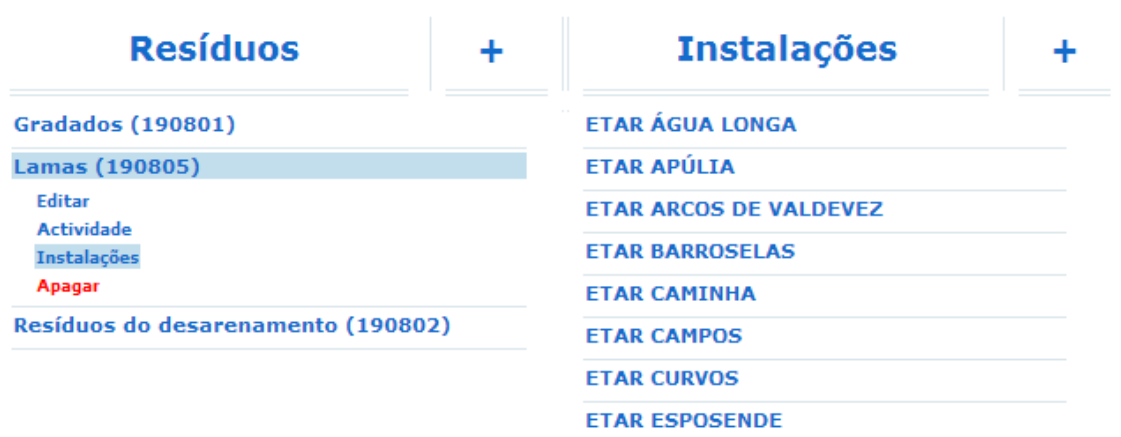 Resíduos
+
Gradados (190801)
Lamas (190805)
Editar
Actividade
Instalações
Apagar
Resíduos do desarenamento (190802)
Instalações
+
ETAR ÁGUA LONGA
ETAR APÚLIA
ETAR ARCOS DE VALDEVEZ
ETAR BARROSELAS
ETAR CAMINHA
ETAR CAMPOS
ETAR CURVOS
ETAR ESPOSENDE